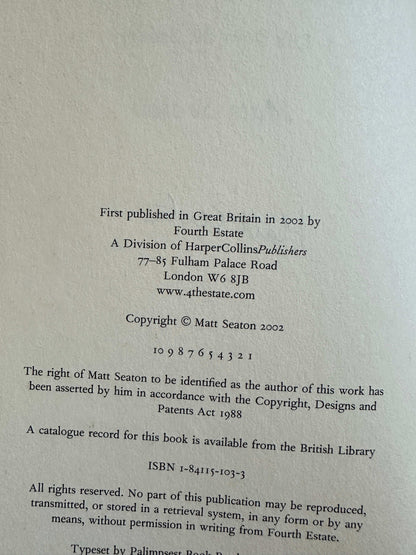 First published in Great Britain in 2002 by
Fourth Estate
A Division of HarperCollinsPublishers
77–85 Fulham Palace Road
London W6 8JB
www.4thestate.com
Copyright © Matt Seaton 2002
10 9 8 7 6 5 4 3 2 1
The right of Matt Seaton to be identified as the author of this work has
been asserted by him in accordance with the Copyright, Designs and
Patents Act 1988
A catalogue record for this book is available from the British Library
ISBN 1-84115-103-3
All rights reserved. No part of this publication may be reproduced,
transmitted, or stored in a retrieval system, in any form or by any
means, without permission in writing from Fourth Estate.
Typeset by Palimpsest Book